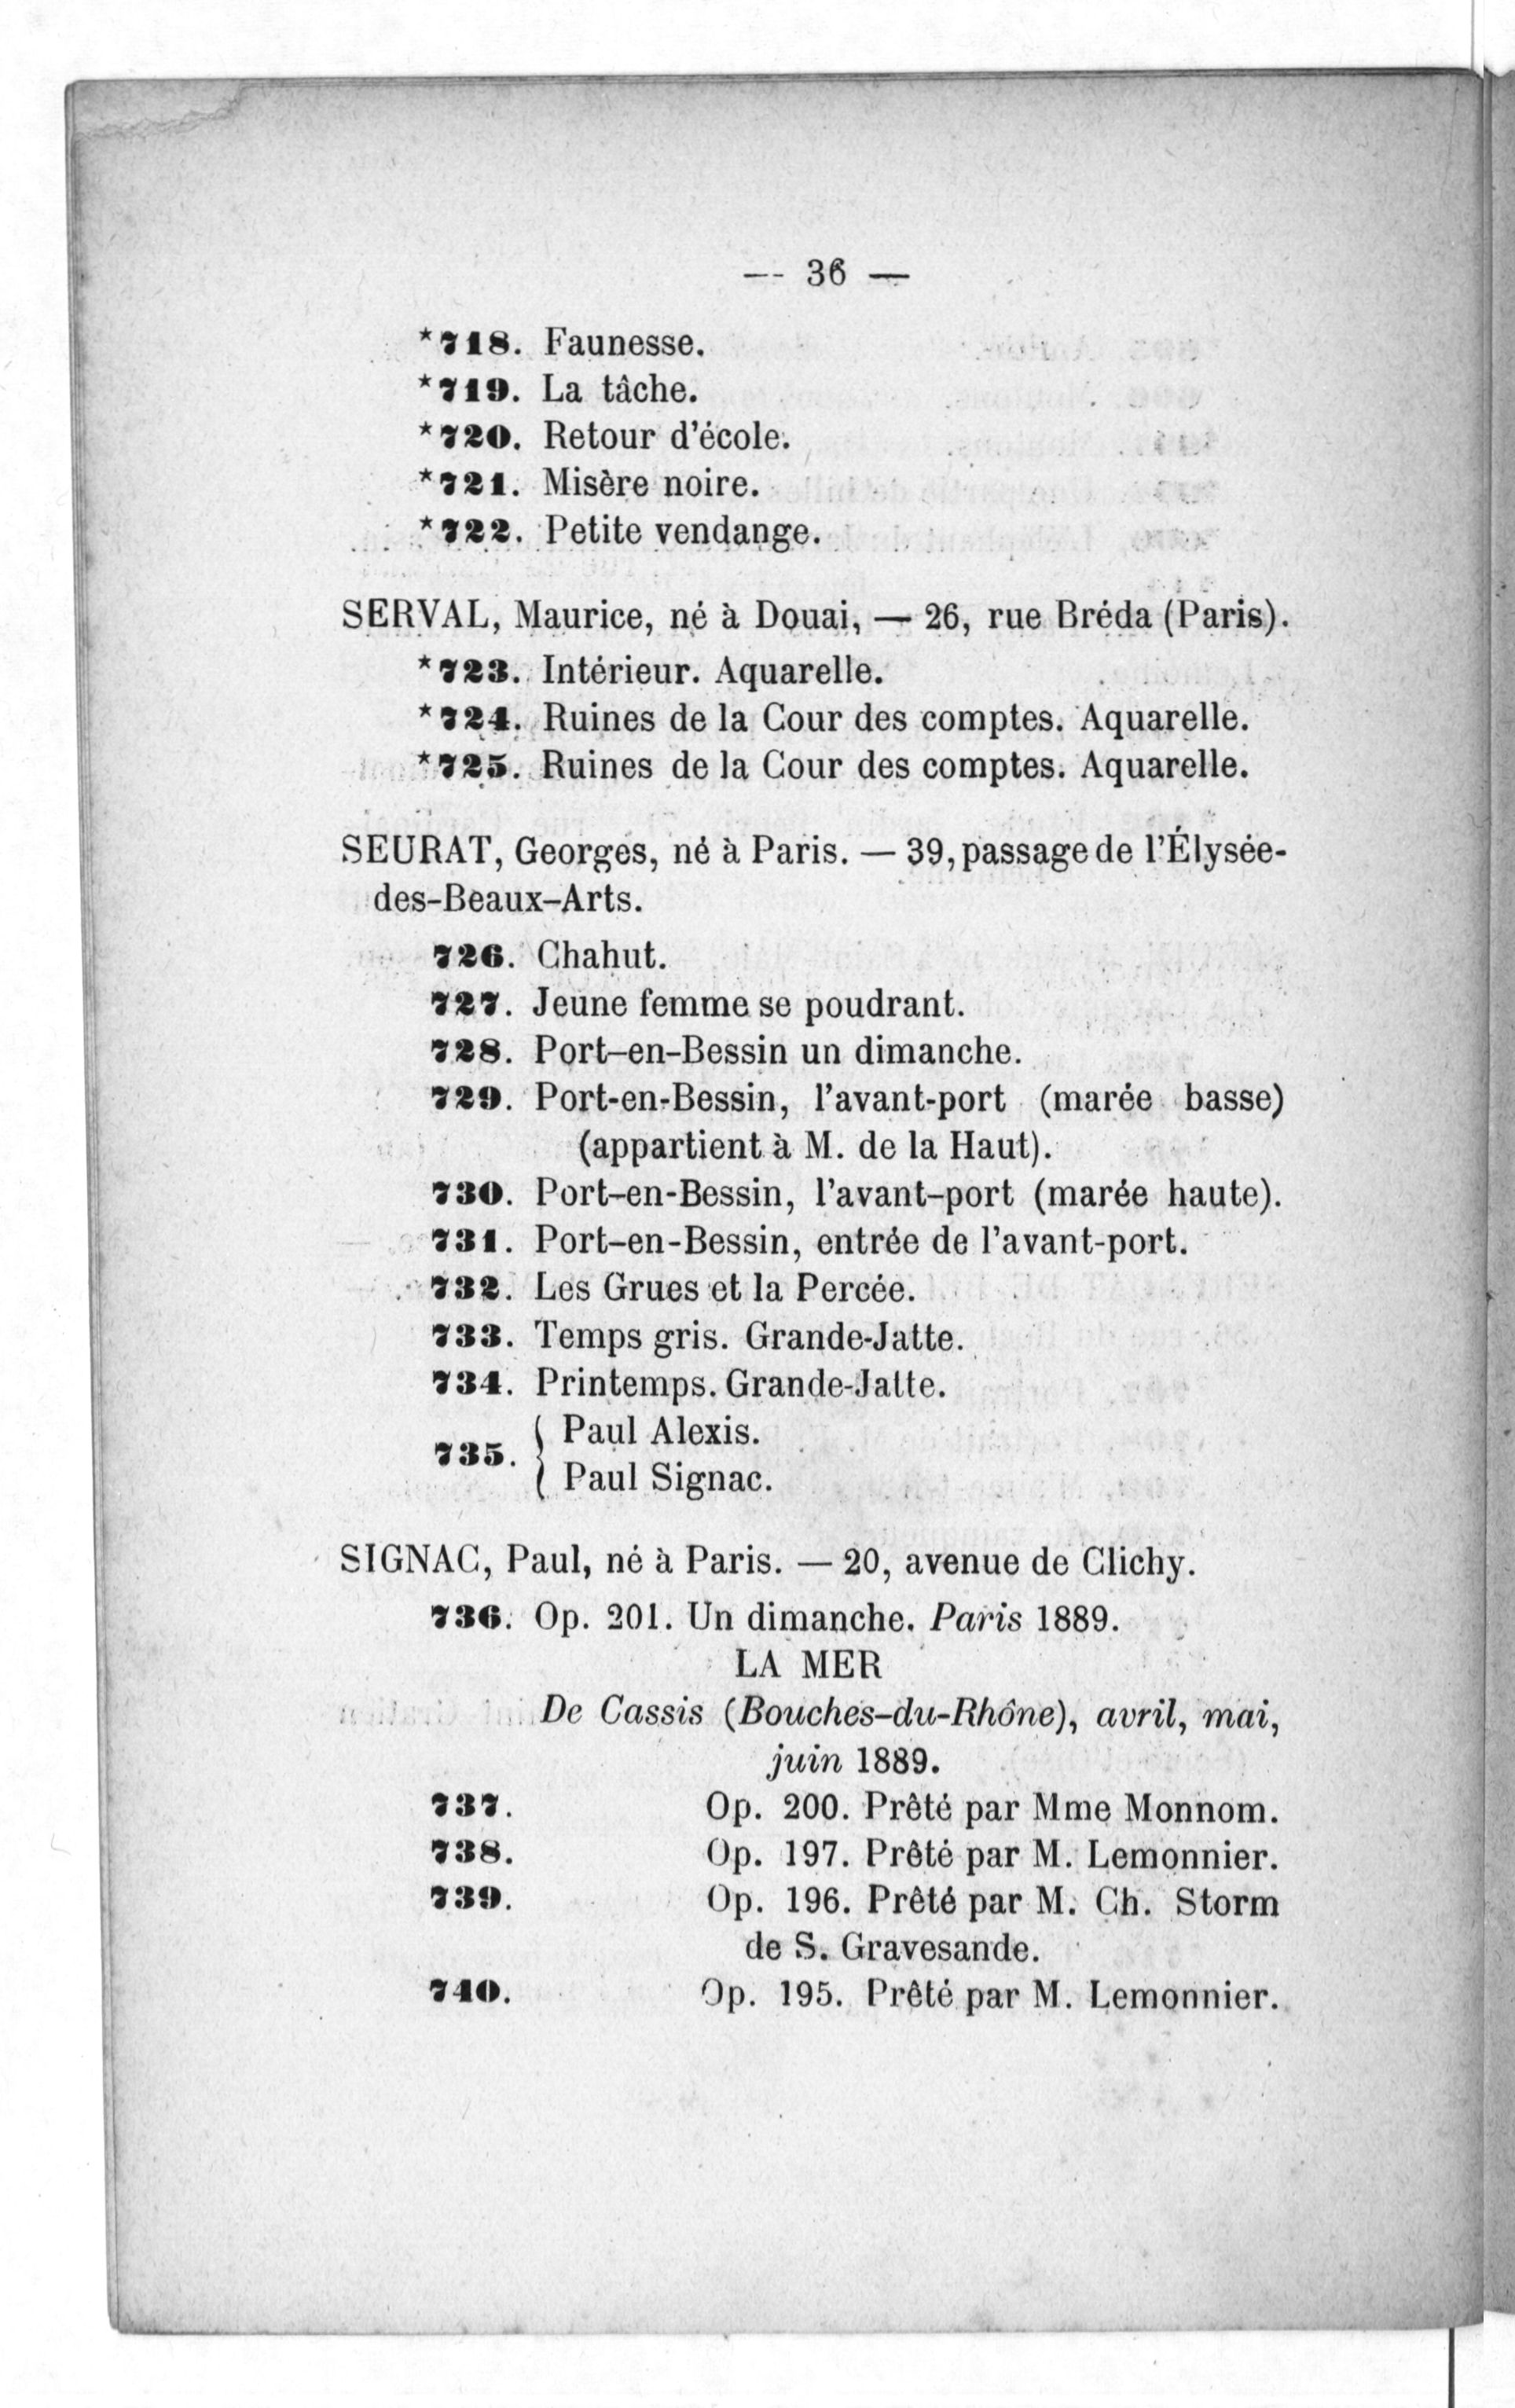 — 36 —
*718. Faunesse.
*719. La tâche.
*720. Retour d'école.
*721. Misère noire.
*722. Petite vendange.
SERVAL, Maurice, né à Douai, — 26, rue Bréda (Paris).
*723. Intérieur. Aquarelle.
*724. Ruines de la Cour des comptes. Aquarelle.
*725. Ruines de la Cour des comptes. Aquarelle.
SEURAT, Georges, né à Paris. — 39, passage de l'Élysée-
des-Beaux-Arts.
726. Chahut.
727. Jeune femme se poudrant.
728. Port-en-Bessin un dimanche.
729. Port-en-Bessin, l'avant-port (marée basse)
(appartient à M. de la Haut).
730. Port-en-Bessin, l'avant-port (marée haute).
731. Port-en-Bessin, entrée de l'avant-port.
732. Les Grues et la Percée.
733. Temps gris. Grande-Jatte.
734. Printemps. Grande-Jatte.
735. { Paul Alexis.
{ Paul Signac.
SIGNAC, Paul, né à Paris. — 20, avenue de Clichy.
736. Op. 201. Un dimanche. Paris 1889.
LA MER
De Cassis (Bouches-du-Rhône), avril, mai,
juin 1889.
737. Op. 200. Prêté par Mme Monnom.
738. Op. 197. Prêté par M. Lemonnier.
739. Op. 196. Prêté par M. Ch. Storm
de S. Gravesande.
740. Op. 195. Prêté par M. Lemonnier.